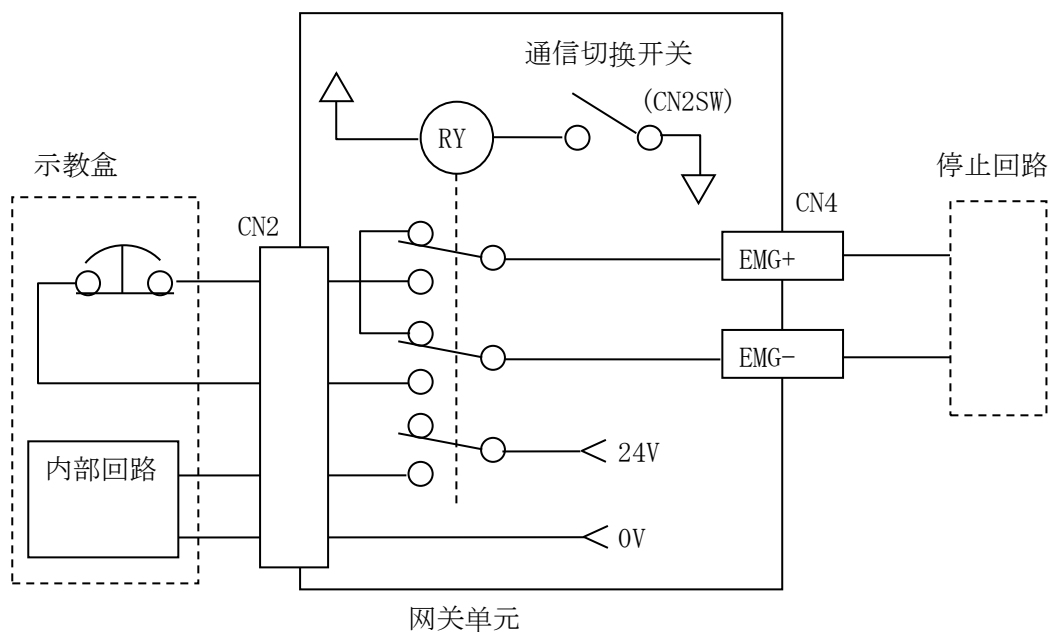 通信切换开关
(CN2SW)
RY
示教盒
停止回路
CN2
CN4
EMG+
EMG-
24V
内部回路
0V
网关单元